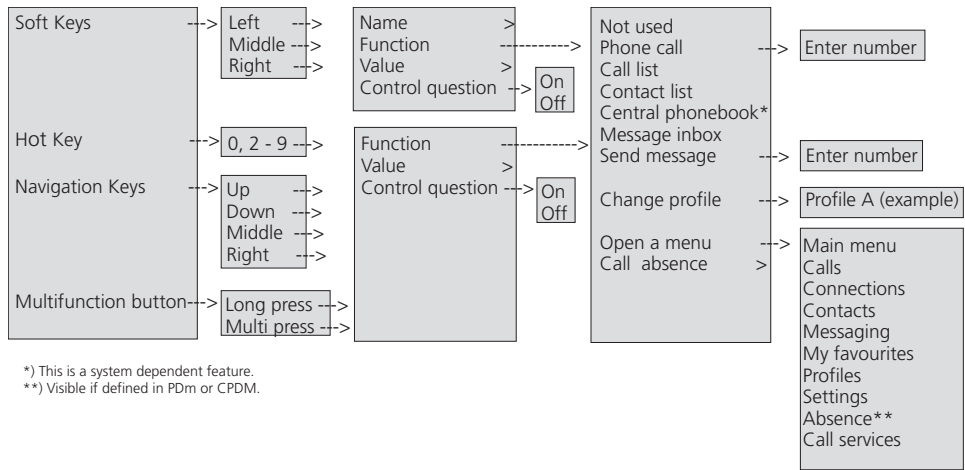 Soft Keys --->
Left --->
Middle --->
Right --->
Name >
Function ----------->
Value >
Control question -->
On
Off
Hot Key --->
0, 2 - 9 --->
Function ----------->
Value >
Control question -->
On
Off
Navigation Keys --->
Up --->
Down --->
Middle --->
Right --->
Multifunction button--->
Long press --->
Multi press --->
Not used
Phone call --->
Enter number
Call list
Contact list
Central phonebook*
Message inbox
Send message --->
Enter number
Change profile --->
Profile A (example)
Open a menu --->
Call absence >
Main menu
Calls
Connections
Contacts
Messaging
My favourites
Profiles
Settings
Absence**
Call services
*) This is a system dependent feature.
**) Visible if defined in PDm or CPDM.